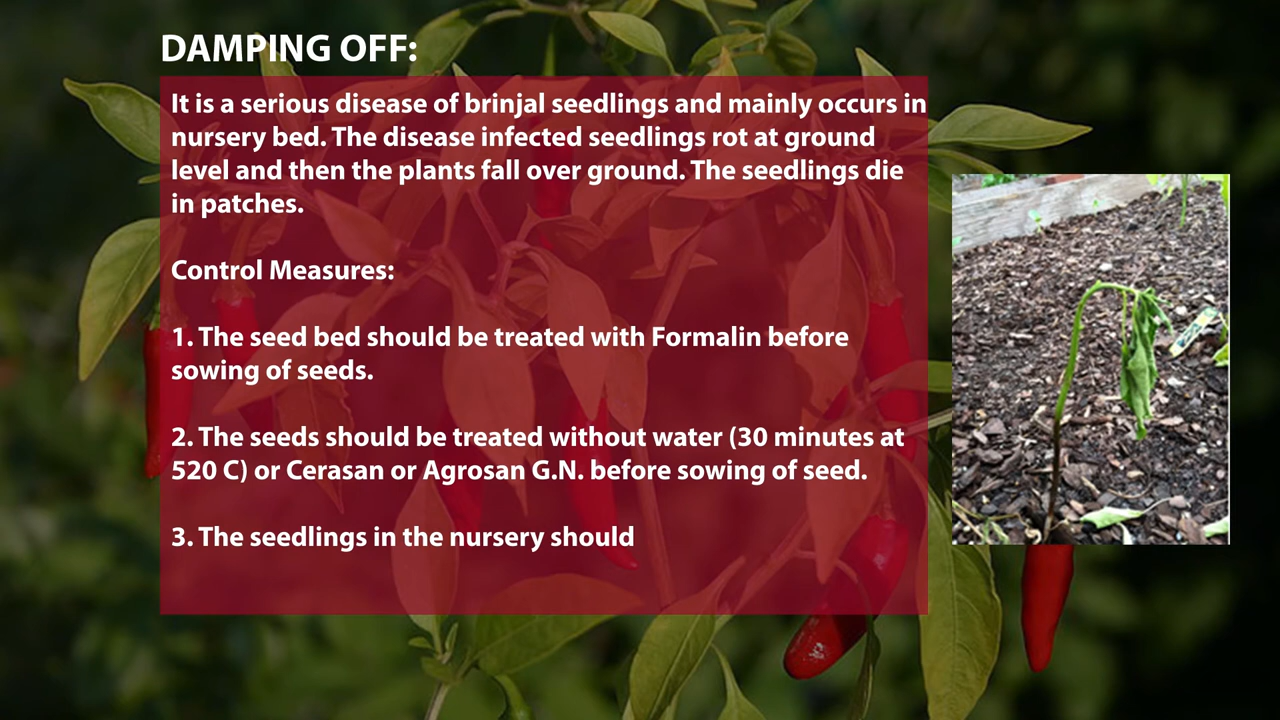 DAMPING OFF:
It is a serious disease of brinjal seedlings and mainly occurs in
nursery bed. The disease infected seedlings rot at ground
level and then the plants fall over ground. The seedlings die
in patches.
Control Measures:
1. The seed bed should be treated with Formalin before
sowing of seeds.
2. The seeds should be treated without water (30 minutes at
520 C) or Cerasan or Agrosan G.N. before sowing of seed.
3. The seedlings in the nursery should